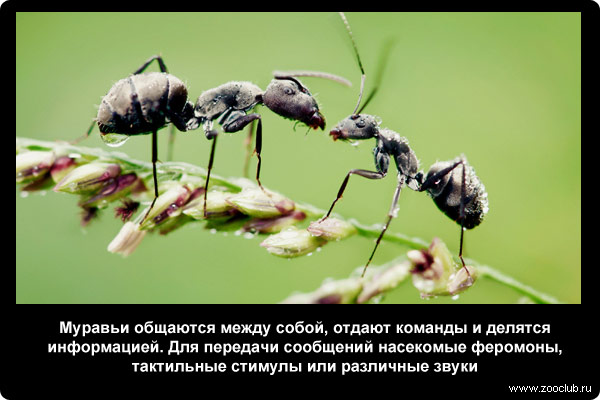 Муравьи общаются между собой, отдают команды и делятся
информацией. Для передачи сообщений насекомые феромоны,
тактильные стимулы или различные звуки
www.zooclub.ru